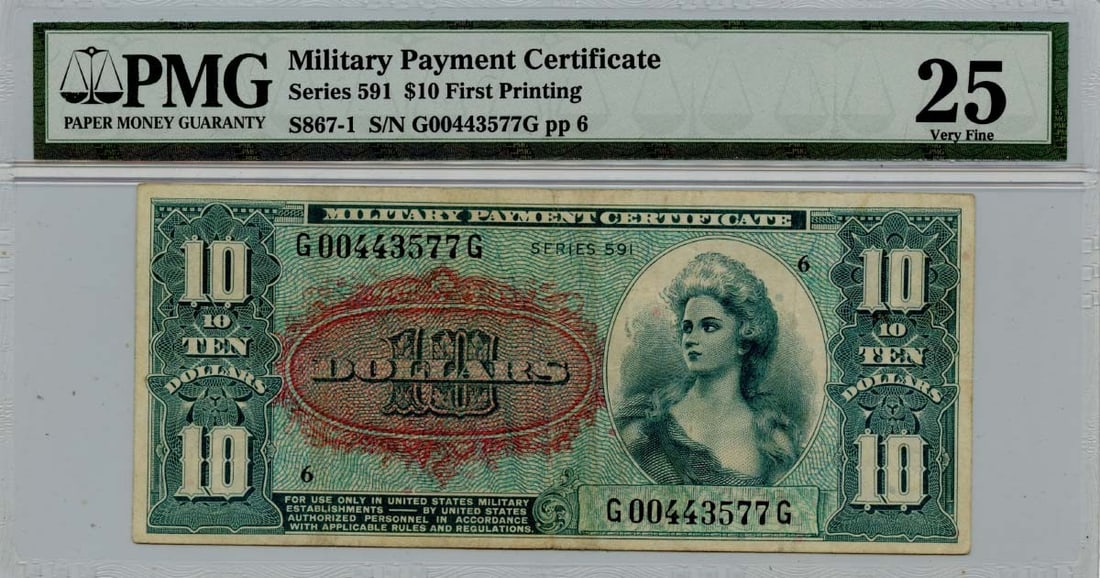 PMG
PAPER MONEY GUARANTY
Military Payment Certificate
Series 591 $10 First Printing
S867-1 S/N G00443577G pp 6
25
Very Fine
MILITARY PAYMENT CERTIFICATE
G00443577G
SERIES 591
6
10
10
TEN
DOLLARS
10
10
DOLLARS
10
10
TEN
DOLLARS
10
6
FOR USE ONLY IN UNITED STATES MILITARY
ESTABLISHMENTS — BY UNITED STATES
AUTHORIZED PERSONNEL IN ACCORDANCE
WITH APPLICABLE RULES AND REGULATIONS.
G00443577G